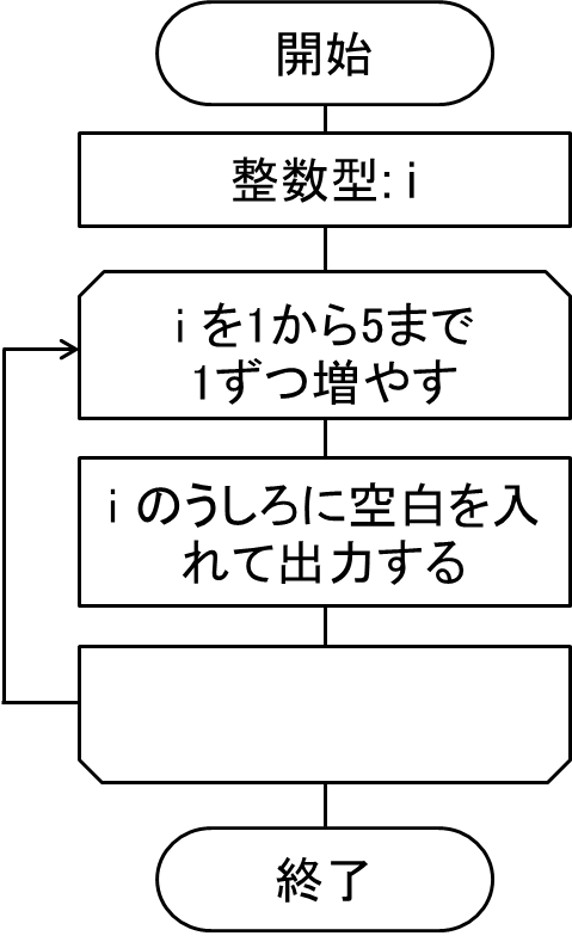 開始
整数型: i
i を1から5まで
1ずつ増やす
i のうしろに空白を入
れて出力する
終了